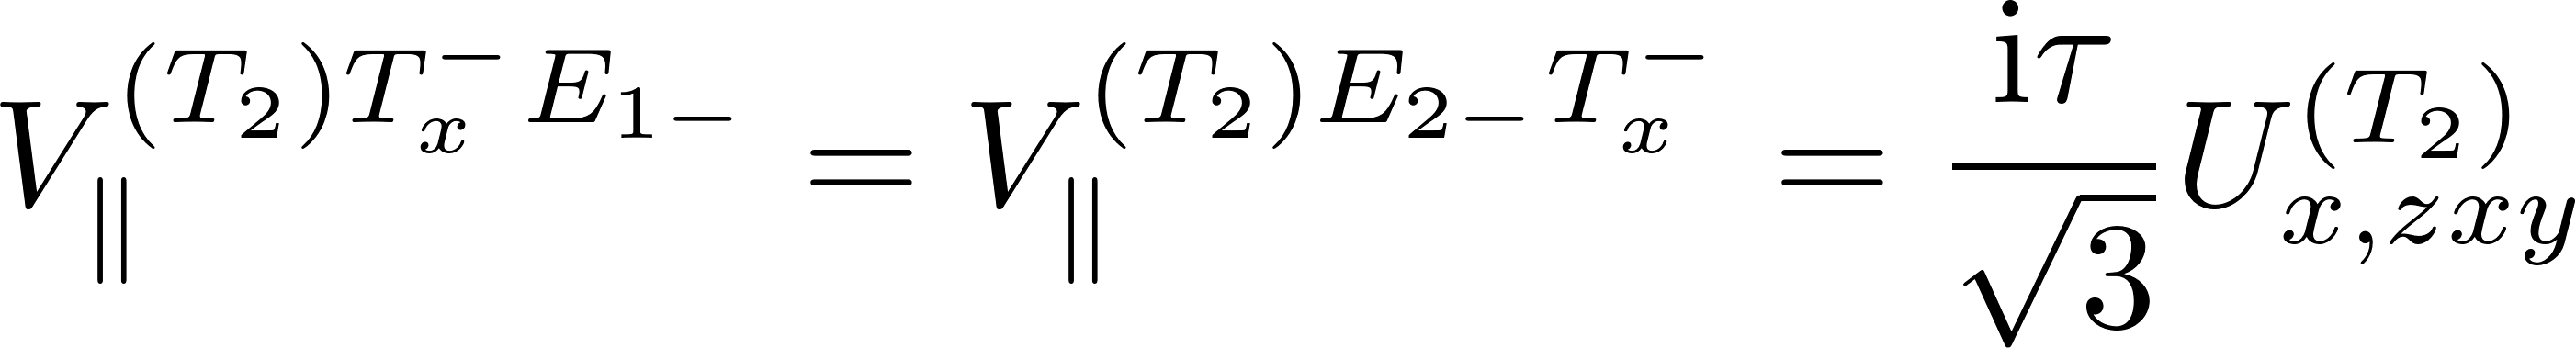 $V_{\parallel}^{(T_2)T_x^- E_{1-}} = V_{\parallel}^{(T_2)E_{2-}T_x^-} = \frac{\mathrm{i}\tau}{\sqrt{3}} U_{x,zxy}^{(T_2)}$